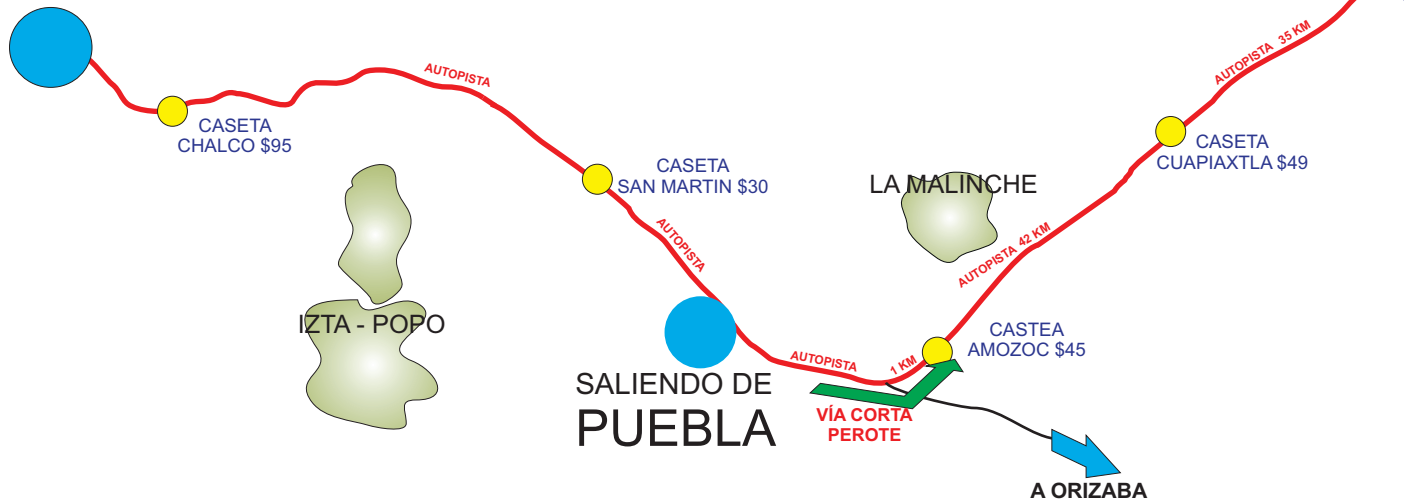 AUTOPISTA 35 KM
AUTOPISTA
CASETA
CHALCO $95
CASETA
CUAPIAXTLA $49
CASETA
SAN MARTIN $30
LA MALINCHE
AUTOPISTA
AUTOPISTA 42 KM
IZTA - POPO
CASTEA
AMOZOC $45
AUTOPISTA
1 KM
SALIENDO DE
PUEBLA
VÍA CORTA
PEROTE
A ORIZABA